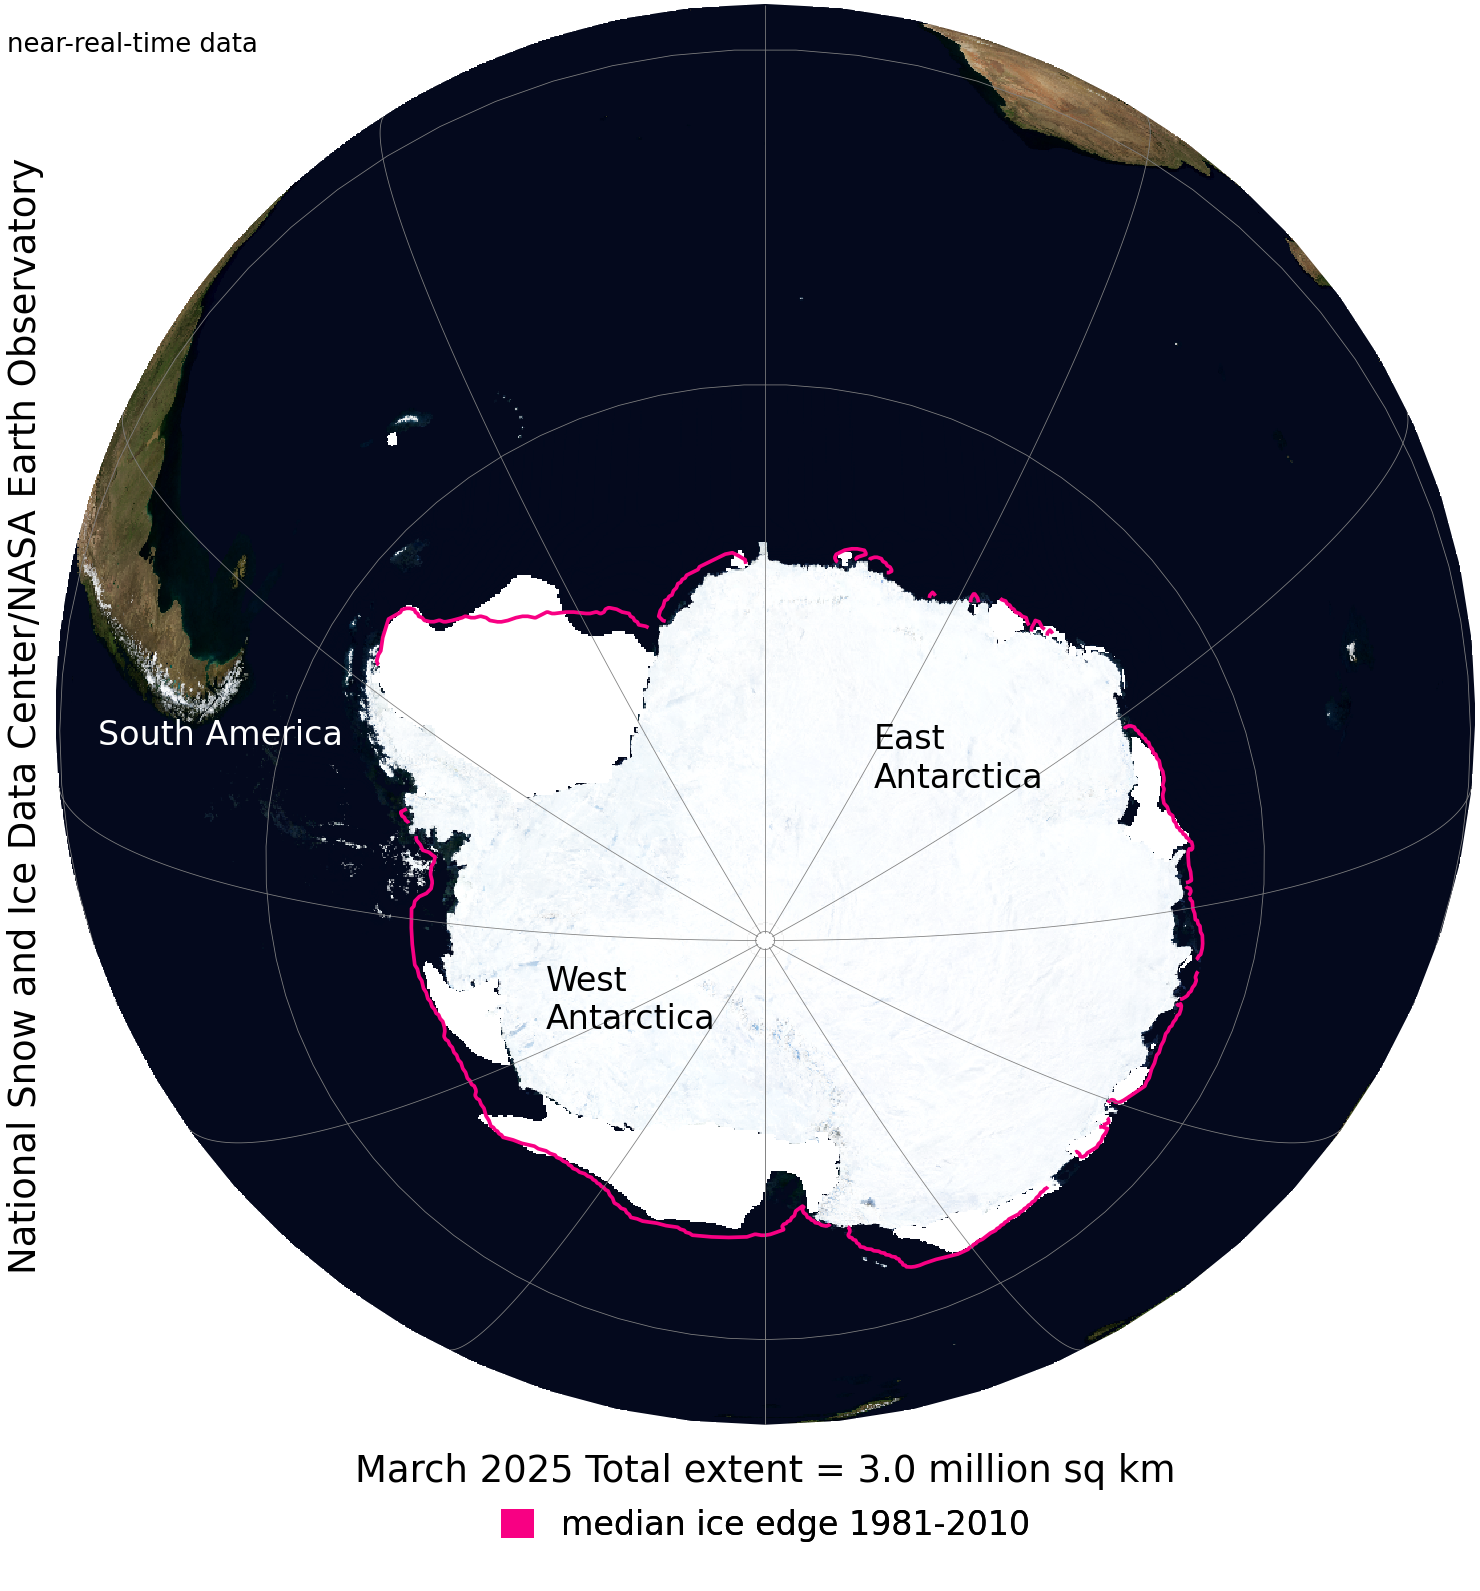 near-real-time data
National Snow and Ice Data Center/NASA Earth Observatory
South America
East
Antarctica
West
Antarctica
March 2025 Total extent = 3.0 million sq km
median ice edge 1981-2010